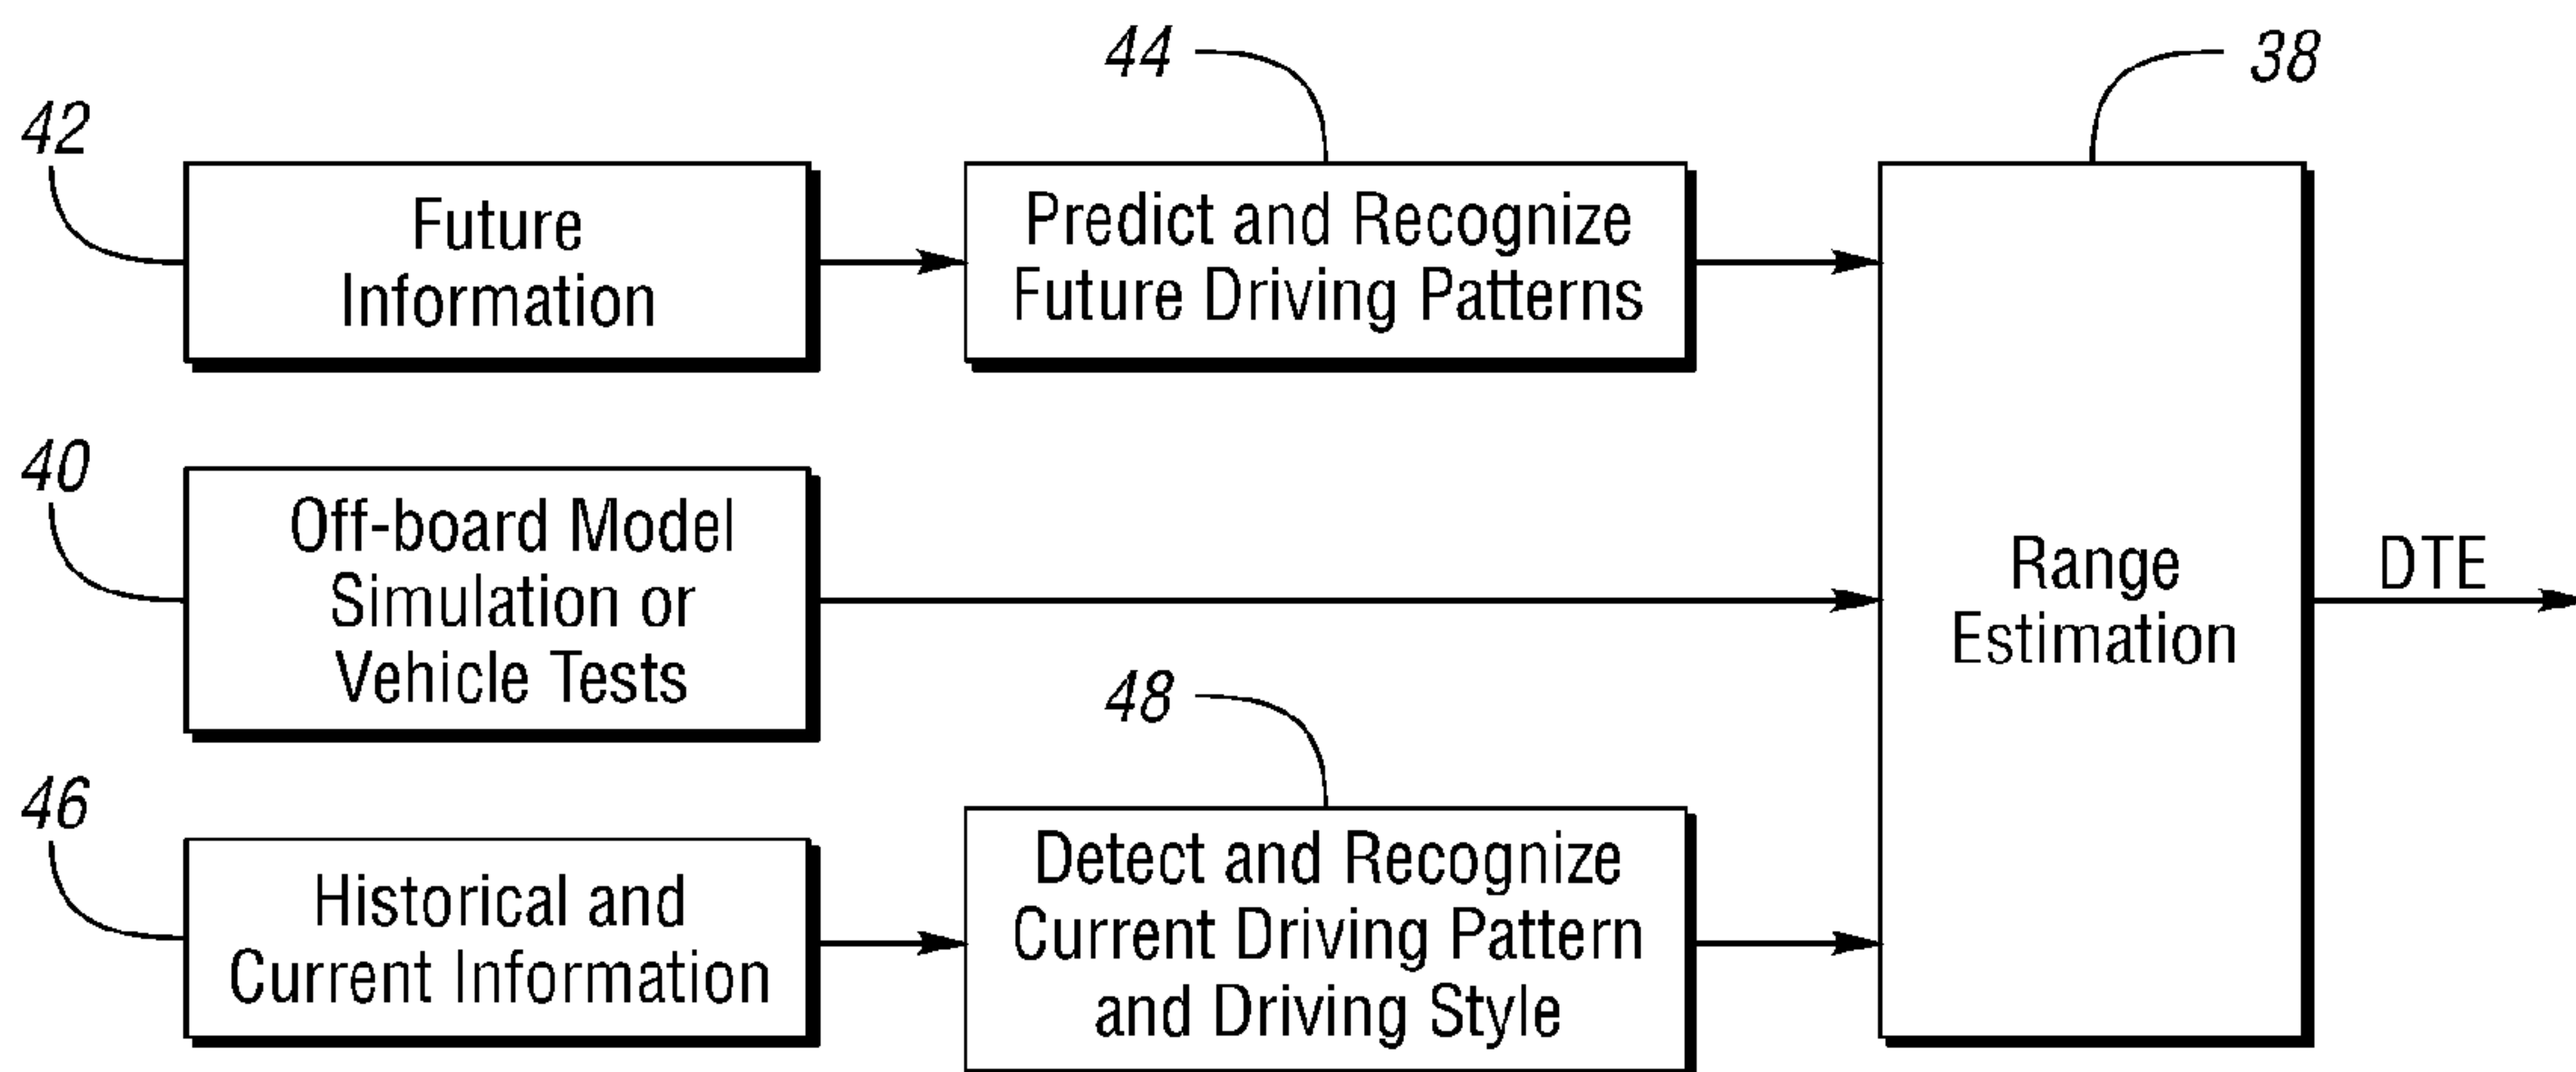 44
38
42
Future
Information
Predict and Recognize
Future Driving Patterns
40
Off-board Model
Simulation or
Vehicle Tests
Range
Estimation
DTE
48
46
Historical and
Current Information
Detect and Recognize
Current Driving Pattern
and Driving Style